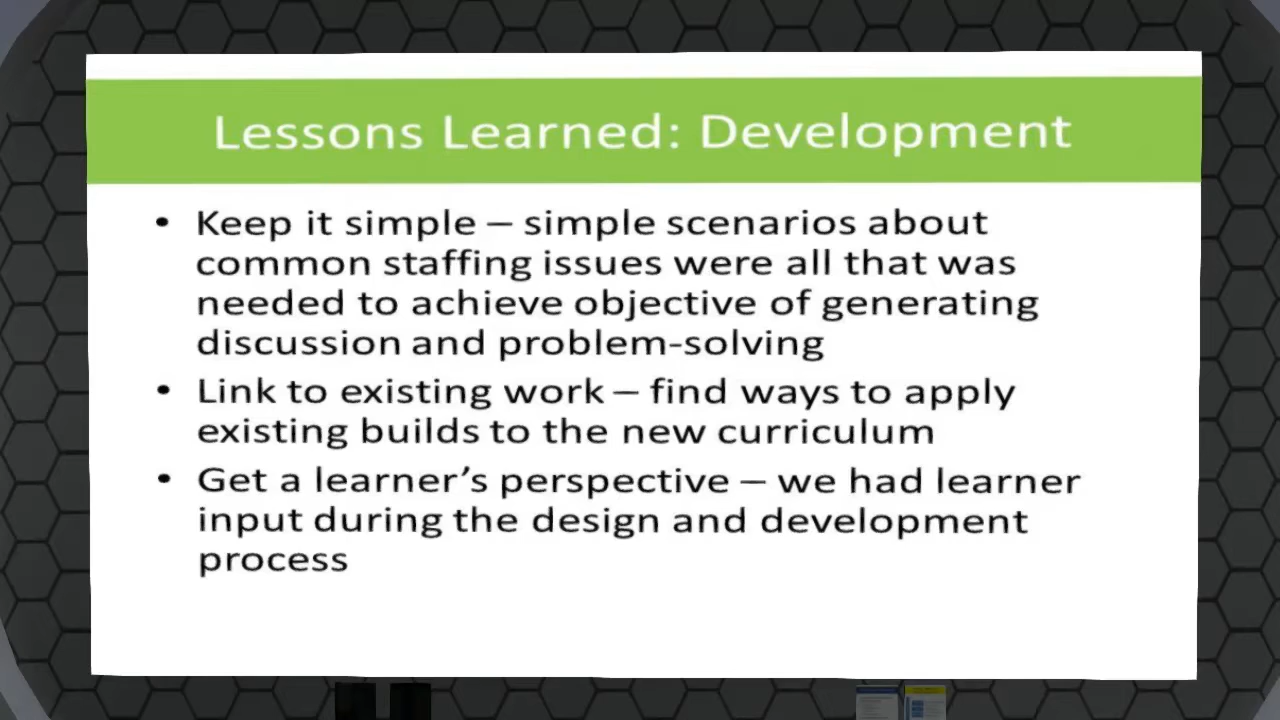 Lessons Learned: Development
• Keep it simple – simple scenarios about
common staffing issues were all that was
needed to achieve objective of generating
discussion and problem-solving
• Link to existing work – find ways to apply
existing builds to the new curriculum
• Get a learner’s perspective – we had learner
input during the design and development
process